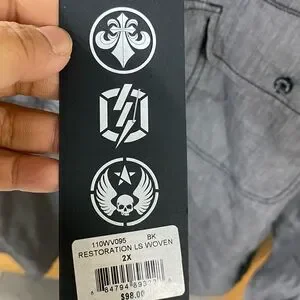 110WV095 BK
RESTORATION LS WOVEN
2X
$98.00